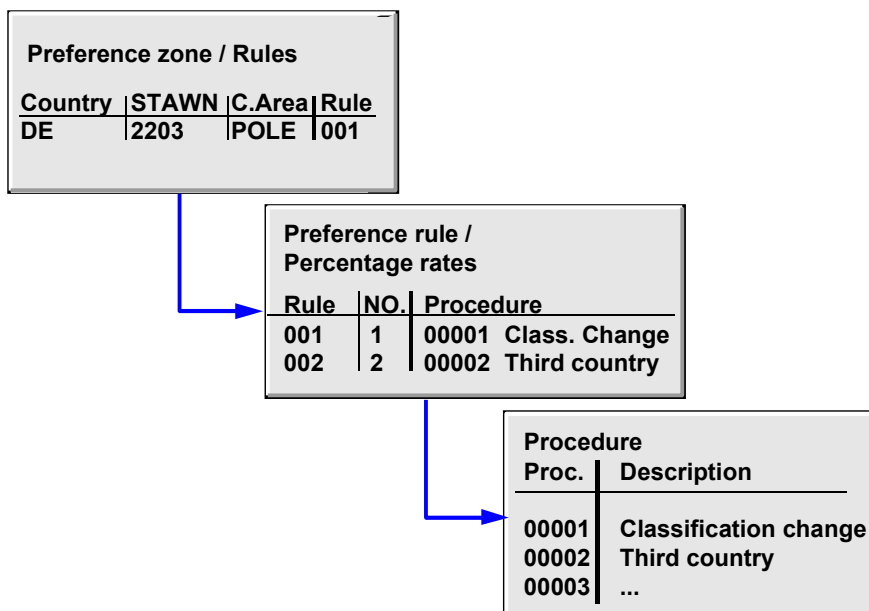 Preference zone / Rules
Country STAWN C.Area Rule
DE 2203 POLE 001
Preference rule /
Percentage rates
Rule NO. Procedure
001 1 00001 Class. Change
002 2 00002 Third country
Procedure
Proc. Description
00001 Classification change
00002 Third country
00003 ...